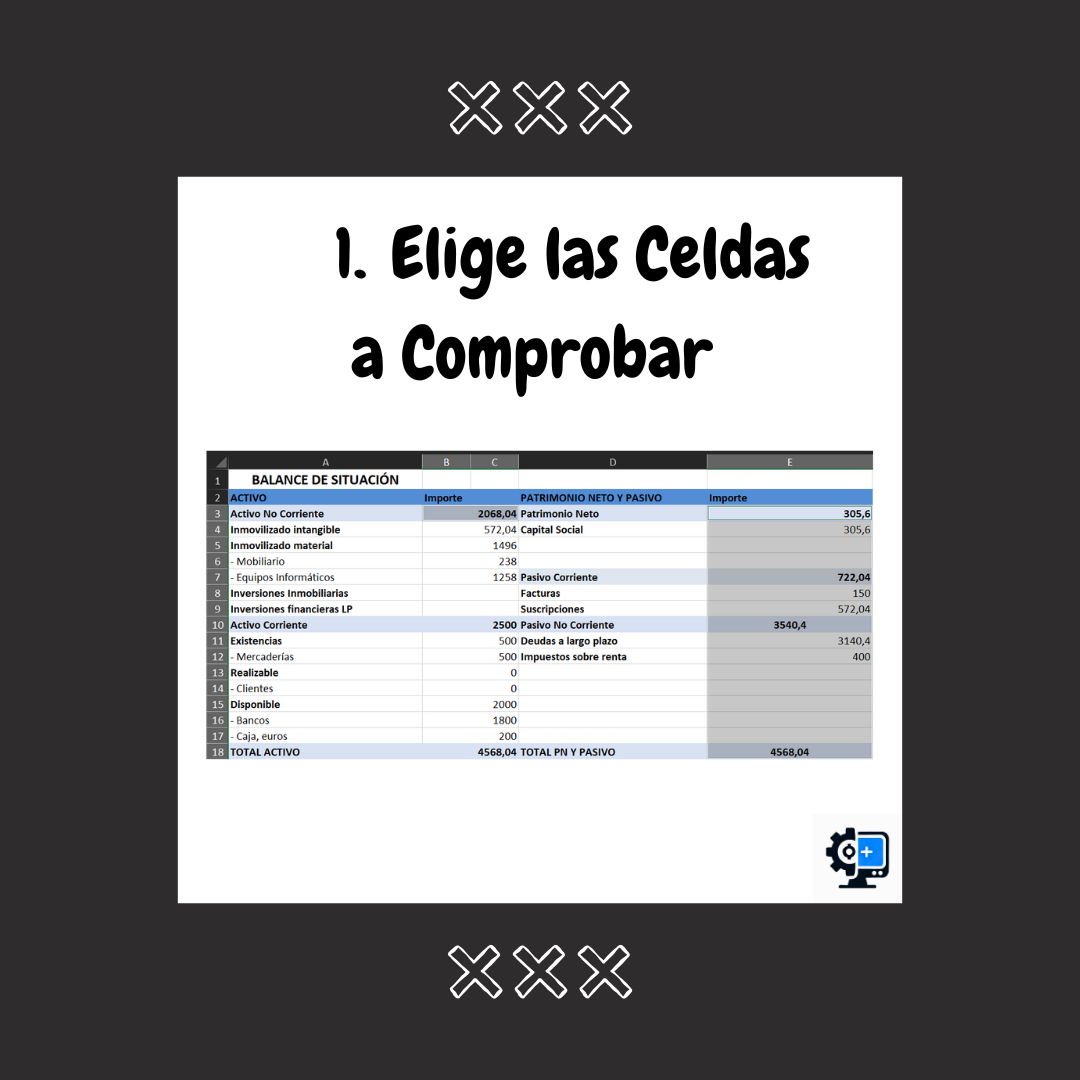 1. Elige las Celdas
a Comprobar
A B C D E
1 BALANCE DE SITUACIÓN
2 ACTIVO Importe PATRIMONIO NETO Y PASIVO Importe
3 Activo No Corriente 2068,04 Patrimonio Neto 305,6
4 Inmovilizado intangible 572,04 Capital Social 305,6
5 Inmovilizado material 1496
6 - Mobiliario 238
7 - Equipos Informáticos 1258 Pasivo Corriente 722,04
8 Inversiones Inmobiliarias Facturas 150
9 Inversiones financieras LP Suscripciones 572,04
10 Activo Corriente 2500 Pasivo No Corriente 3540,4
11 Existencias 500 Deudas a largo plazo 3140,4
12 - Mercaderías 500 Impuestos sobre renta 400
13 Realizable 0
14 - Clientes 0
15 Disponible 2000
16 - Bancos 1800
17 - Caja, euros 200
18 TOTAL ACTIVO 4568,04 TOTAL PN Y PASIVO 4568,04